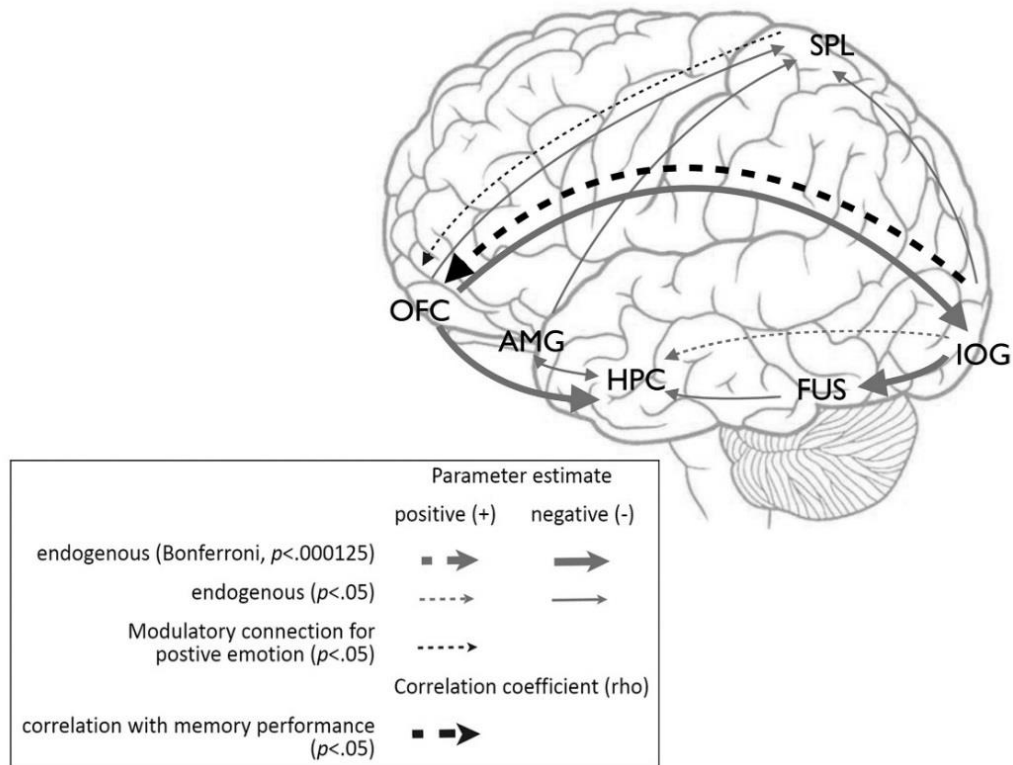 SPL
OFC
AMG
HPC
FUS
IOG
Parameter estimate
positive (+) negative (-)
endogenous (Bonferroni, p<.000125)
endogenous (p<.05)
Modulatory connection for
postive emotion (p<.05)
Correlation coefficient (rho)
correlation with memory performance
(p<.05)